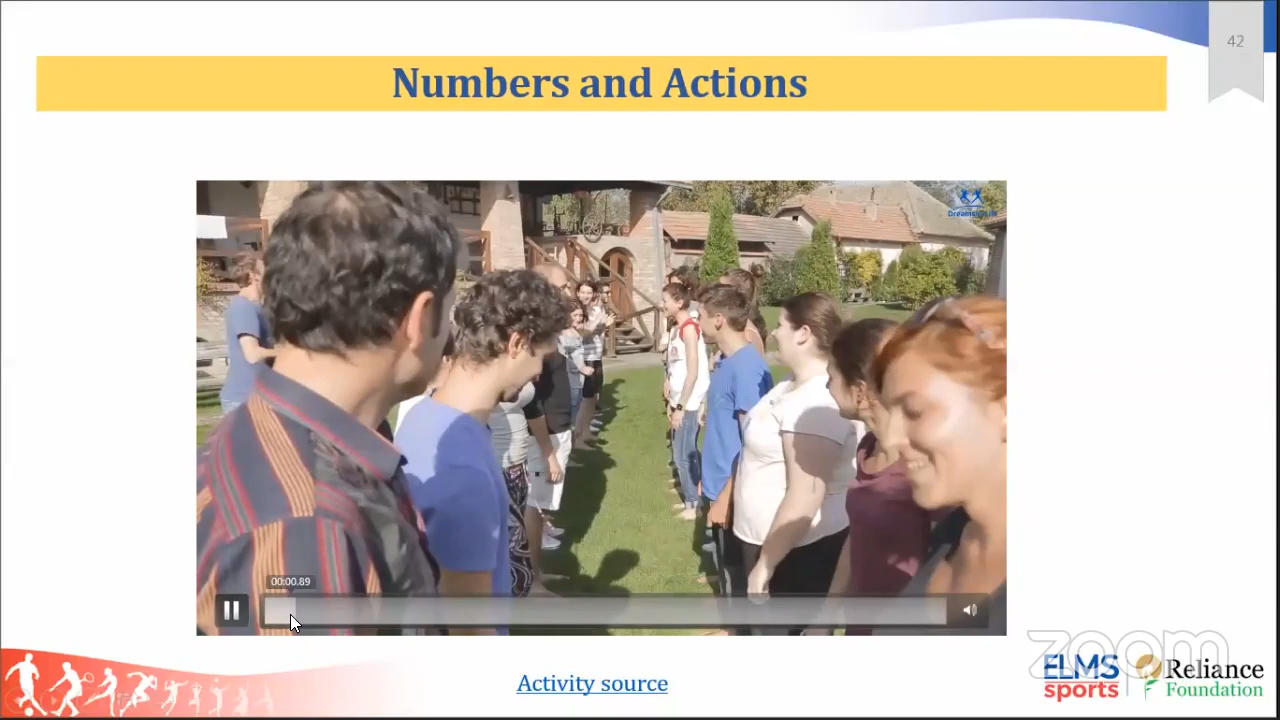 42
Numbers and Actions
00:00.89
Activity source
zoom
ELMS
sports
Reliance
Foundation